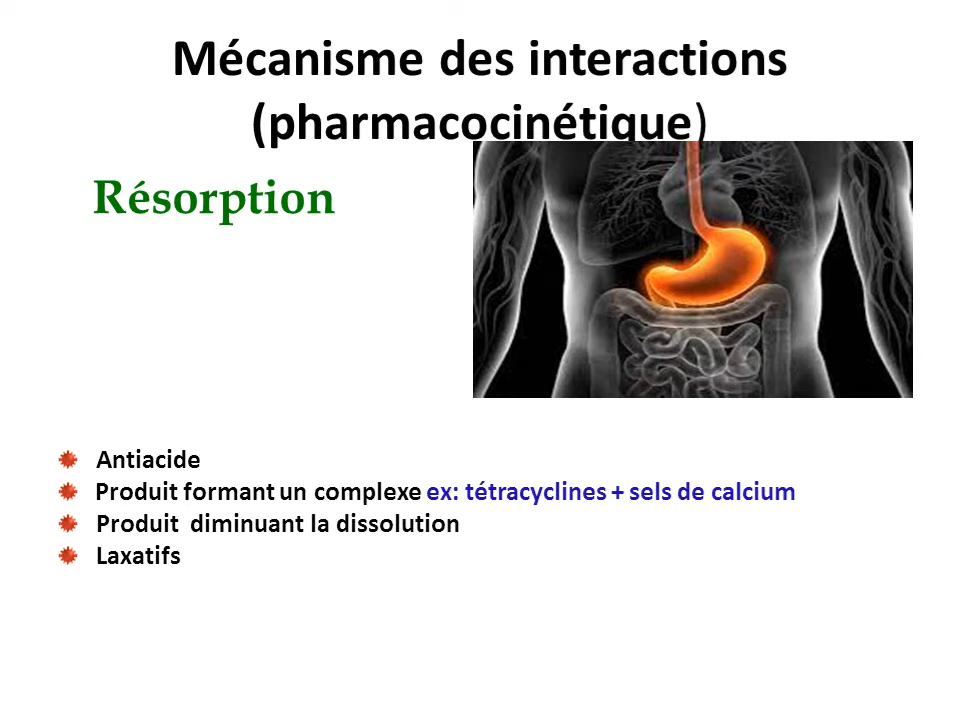 Mécanisme des interactions
(pharmacocinétique)
Résorption
Antiacide
Produit formant un complexe ex: tétracyclines + sels de calcium
Produit diminuant la dissolution
Laxatifs